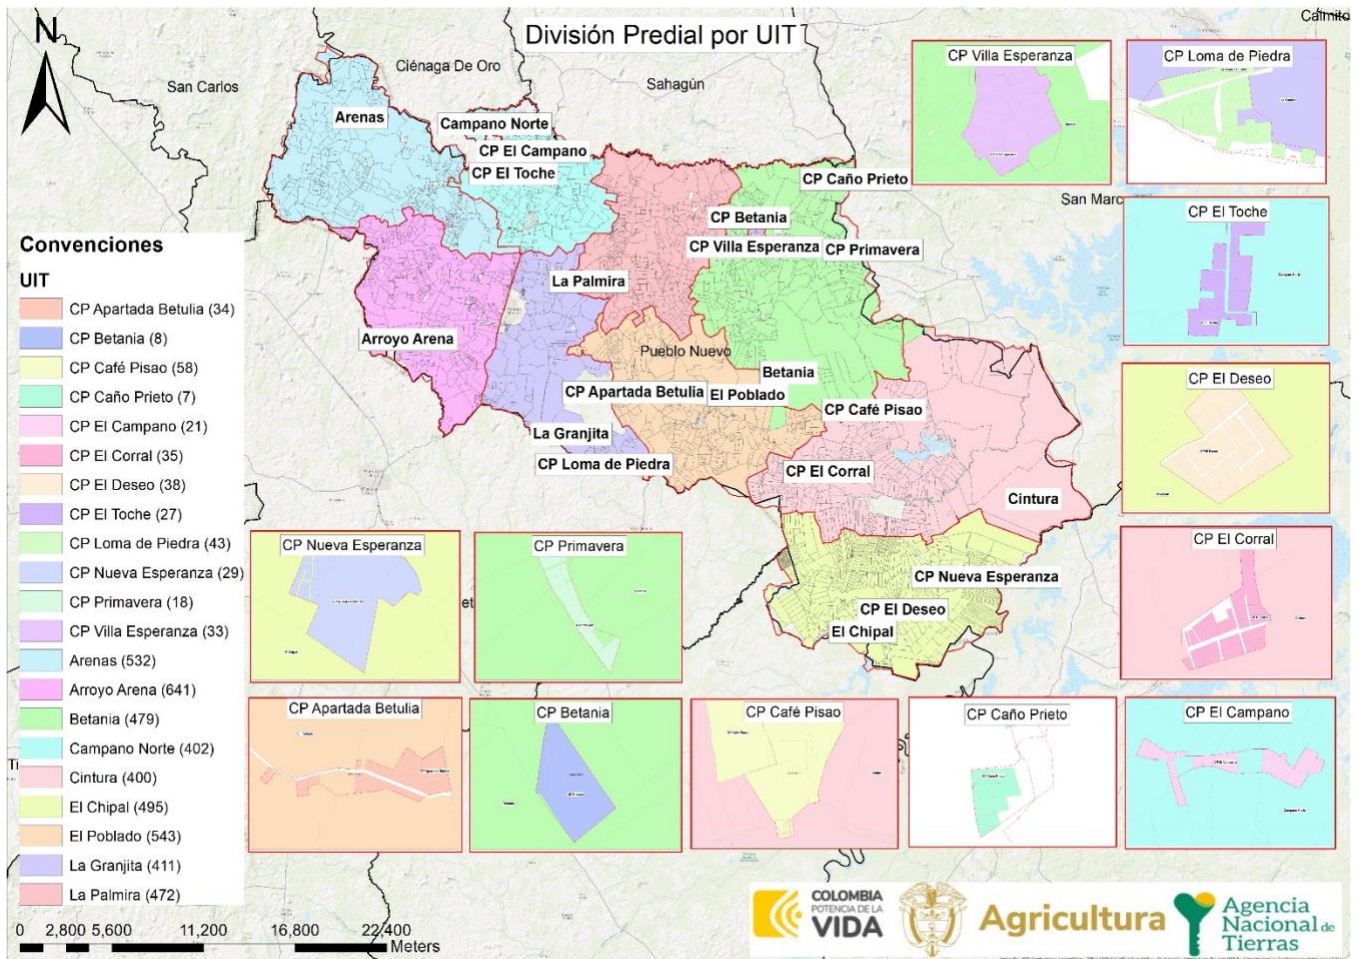 División Predial por UIT
N
Caimito
San Carlos
Ciénaga De Oro
Sahagún
San Marc
Pueblo Nuevo
Arenas
Campano Norte
CP El Campano
CP El Toche
CP Caño Prieto
CP Betania
CP Villa Esperanza
CP Primavera
La Palmira
Arroyo Arena
Betania
CP Apartada Betulia
El Poblado
CP Café Pisao
La Granjita
CP Loma de Piedra
CP El Corral
Cintura
CP Nueva Esperanza
CP El Deseo
El Chipal
Convenciones
UIT
CP Apartada Betulia (34)
CP Betania (8)
CP Café Pisao (58)
CP Caño Prieto (7)
CP El Campano (21)
CP El Corral (35)
CP El Deseo (38)
CP El Toche (27)
CP Loma de Piedra (43)
CP Nueva Esperanza (29)
CP Primavera (18)
CP Villa Esperanza (33)
Arenas (532)
Arroyo Arena (641)
Betania (479)
Campano Norte (402)
Cintura (400)
El Chipal (495)
El Poblado (543)
La Granjita (411)
La Palmira (472)
0 2,800 5,600 11,200 16,800 22,400
Meters
CP Villa Esperanza
CP Loma de Piedra
CP El Toche
CP El Deseo
CP El Corral
CP Nueva Esperanza
CP Primavera
CP Apartada Betulia
CP Betania
CP Café Pisao
CP Caño Prieto
CP El Campano
COLOMBIA
POTENCIA DE LA
VIDA
Agricultura
Agencia
Nacional de
Tierras